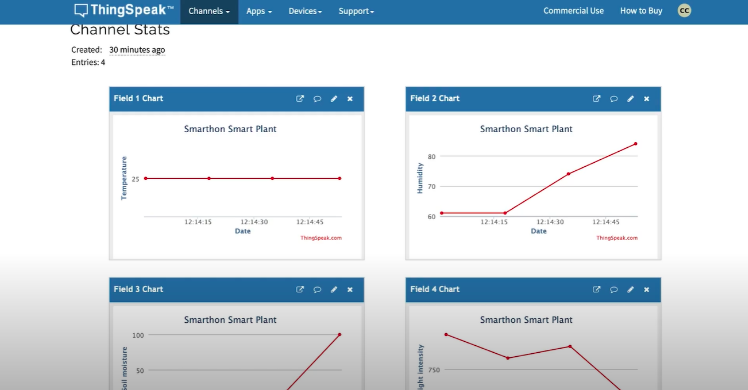 ThingSpeak™ Channels Apps Devices Support Commercial Use How to Buy CC
Channel Stats
Created: 30 minutes ago
Entries: 4
Field 1 Chart
Smarthon Smart Plant
Temperature
25
12:14:15 12:14:30 12:14:45
Date
ThingSpeak.com
Field 2 Chart
Smarthon Smart Plant
Humidity
80
70
60
12:14:15 12:14:30 12:14:45
Date
ThingSpeak.com
Field 3 Chart
Smarthon Smart Plant
oil moisture
100
50
Field 4 Chart
Smarthon Smart Plant
ght intensity
750